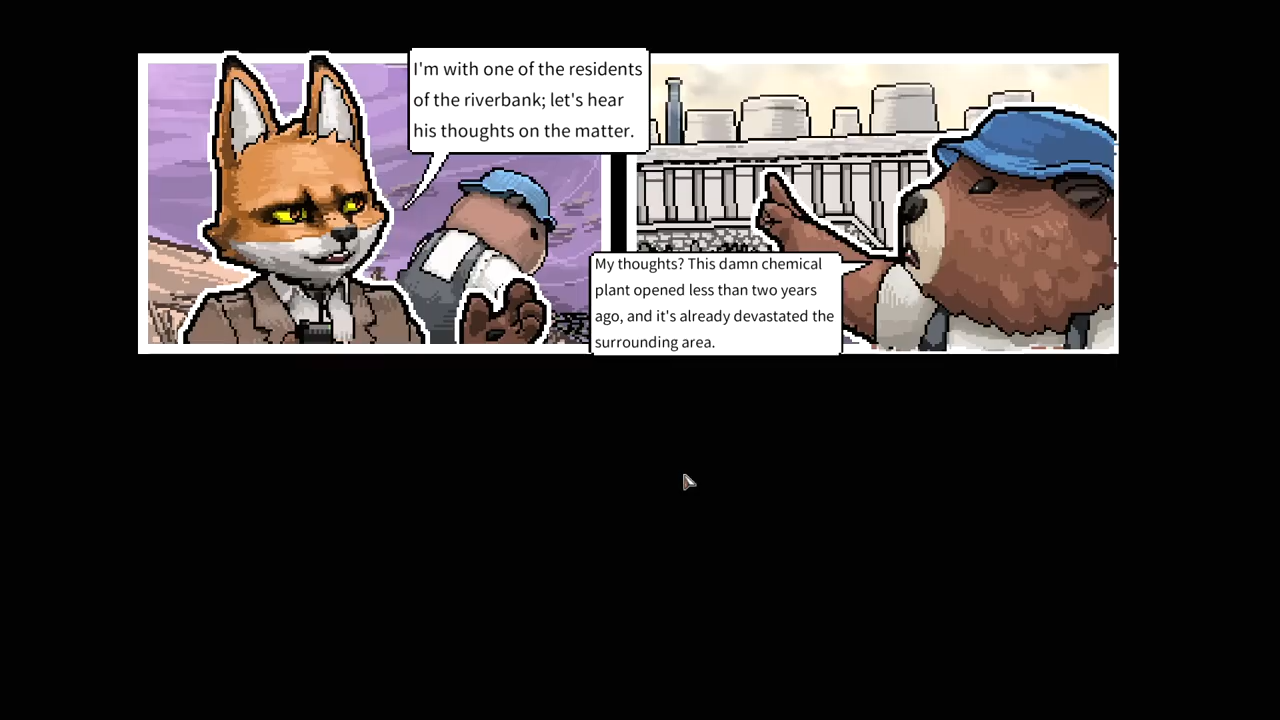 I'm with one of the residents
of the riverbank; let's hear
his thoughts on the matter.
My thoughts? This damn chemical
plant opened less than two years
ago, and it's already devastated the
surrounding area.